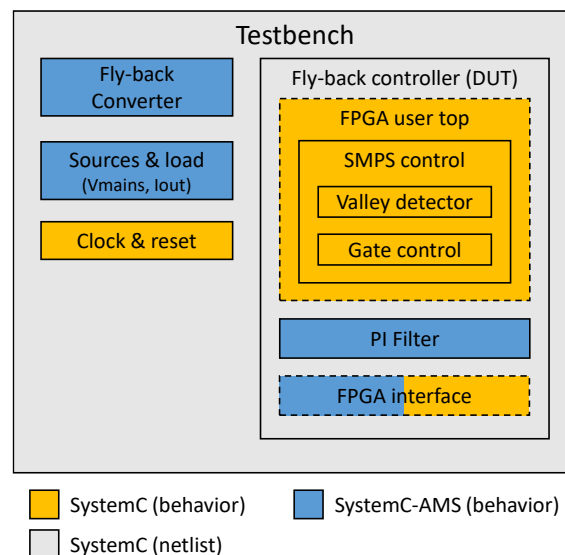 Testbench
Fly-back
Converter
Sources & load
(Vmains, Iout)
Clock & reset
Fly-back controller (DUT)
FPGA user top
SMPS control
Valley detector
Gate control
PI Filter
FPGA interface
SystemC (behavior)
SystemC-AMS (behavior)
SystemC (netlist)